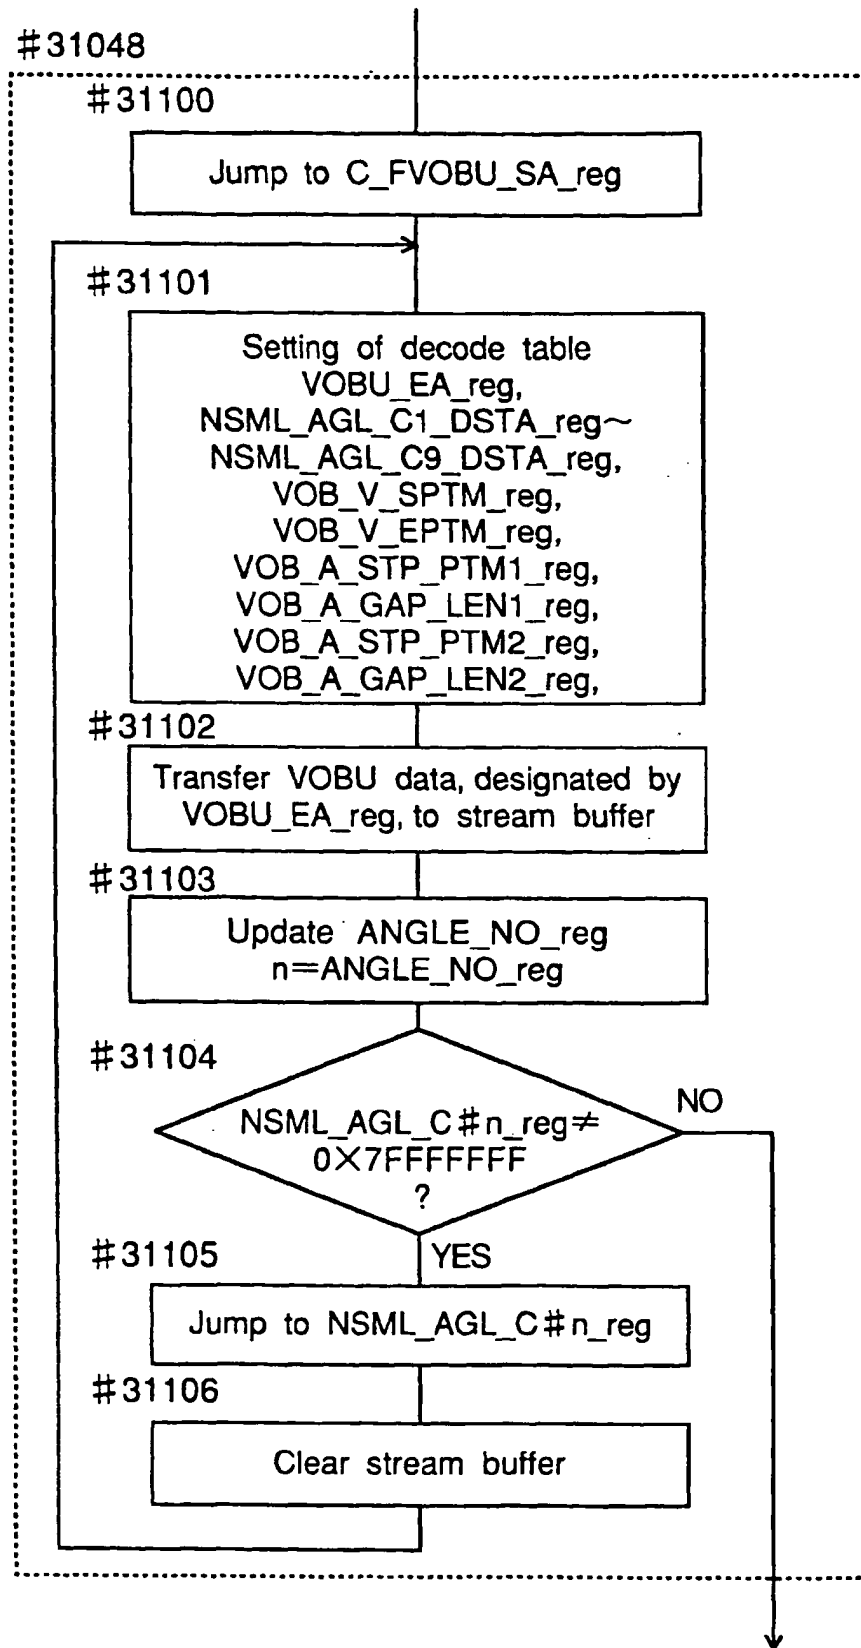 #31048
#31100
Jump to C_FVOBU_SA_reg
#31101
Setting of decode table
VOBU_EA_reg,
NSML_AGL_C1_DSTA_reg~
NSML_AGL_C9_DSTA_reg,
VOB_V_SPTM_reg,
VOB_V_EPTM_reg,
VOB_A_STP_PTM1_reg,
VOB_A_GAP_LEN1_reg,
VOB_A_STP_PTM2_reg,
VOB_A_GAP_LEN2_reg,
#31102
Transfer VOBU data, designated by
VOBU_EA_reg, to stream buffer
#31103
Update ANGLE_NO_reg
n=ANGLE_NO_reg
#31104
NSML_AGL_C#n_reg≠
0X7FFFFFFF
?
NO
YES
#31105
Jump to NSML_AGL_C#n_reg
#31106
Clear stream buffer